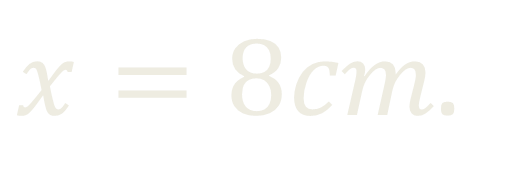 x = 8cm.